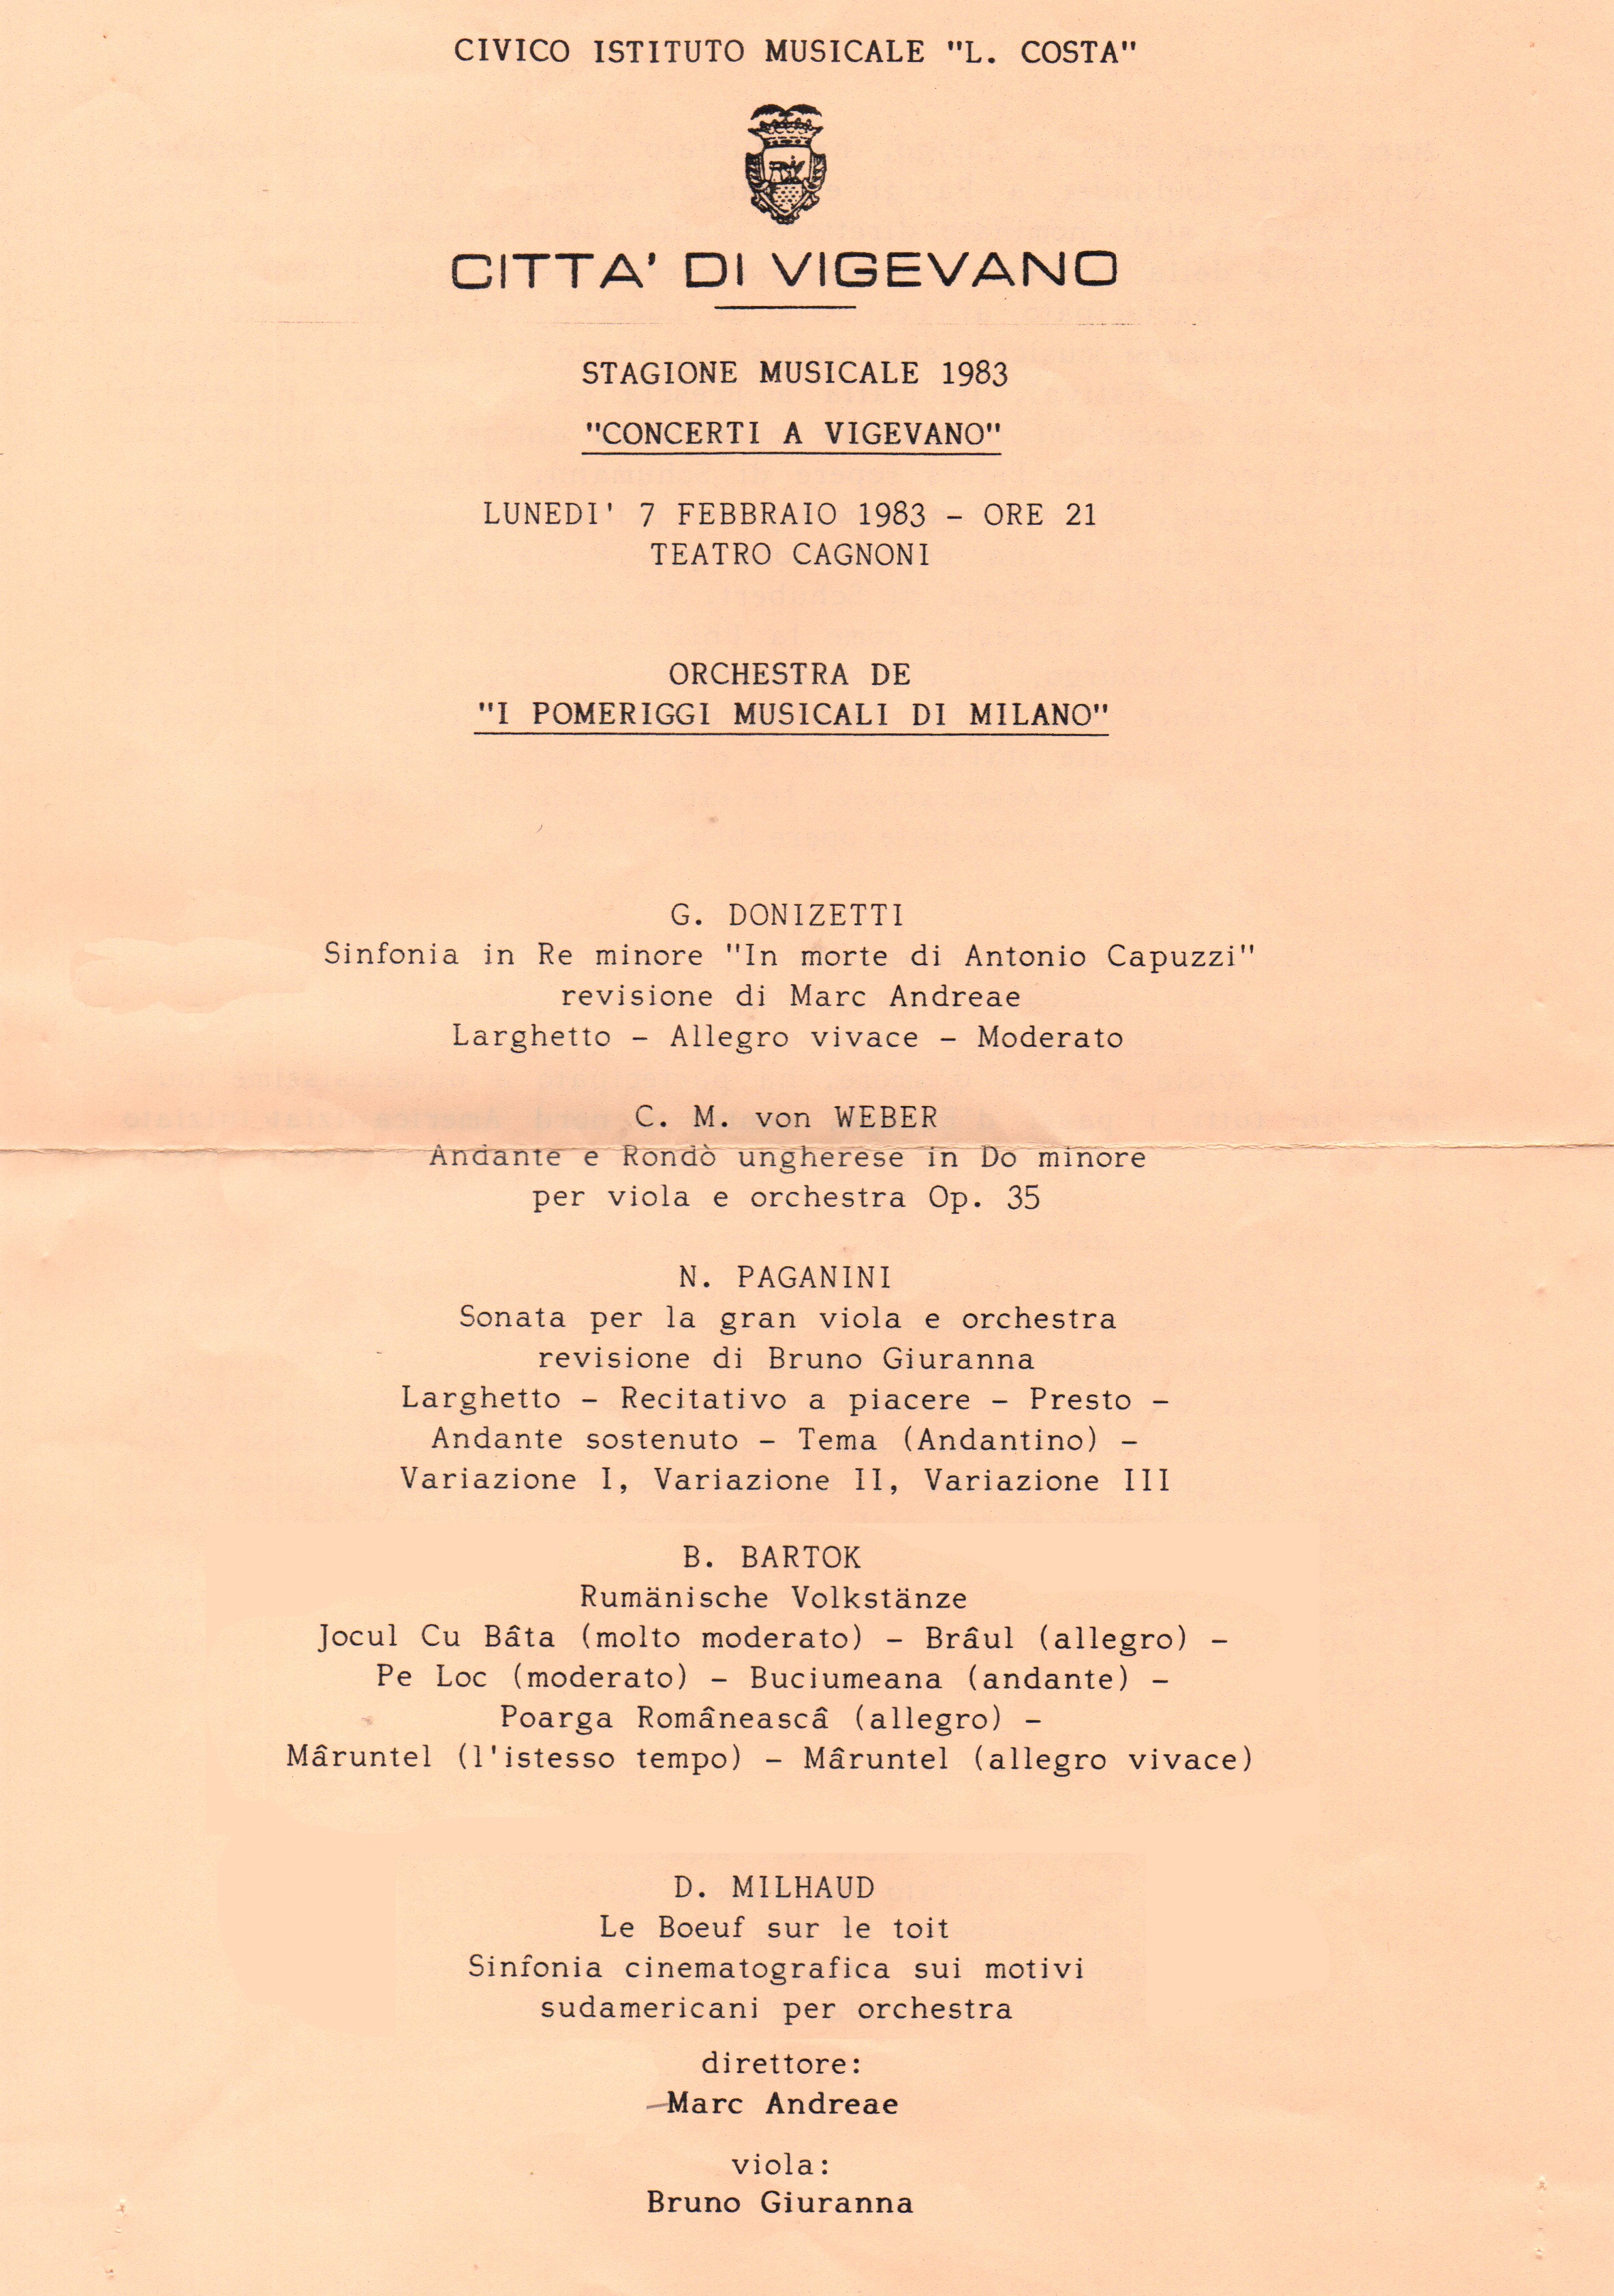 CIVICO ISTITUTO MUSICALE "L. COSTA"
CITTA' DI VIGEVANO
STAGIONE MUSICALE 1983
"CONCERTI A VIGEVANO"
LUNEDI' 7 FEBBRAIO 1983 - ORE 21
TEATRO CAGNONI
ORCHESTRA DE
"I POMERIGGI MUSICALI DI MILANO"
G. DONIZETTI
Sinfonia in Re minore "In morte di Antonio Capuzzi"
revisione di Marc Andreae
Larghetto - Allegro vivace - Moderato
C. M. von WEBER
Andante e Rondò ungherese in Do minore
per viola e orchestra Op. 35
N. PAGANINI
Sonata per la gran viola e orchestra
revisione di Bruno Giuranna
Larghetto - Recitativo a piacere - Presto -
Andante sostenuto - Tema (Andantino) -
Variazione I, Variazione II, Variazione III
B. BARTOK
Rumänische Volkstänze
Jocul Cu Bâta (molto moderato) - Brâul (allegro) -
Pe Loc (moderato) - Buciumeana (andante) -
Poarga Româneascâ (allegro) -
Mâruntel (l'istesso tempo) - Mâruntel (allegro vivace)
D. MILHAUD
Le Boeuf sur le toit
Sinfonia cinematografica sui motivi
sudamericani per orchestra
direttore:
Marc Andreae
viola:
Bruno Giuranna